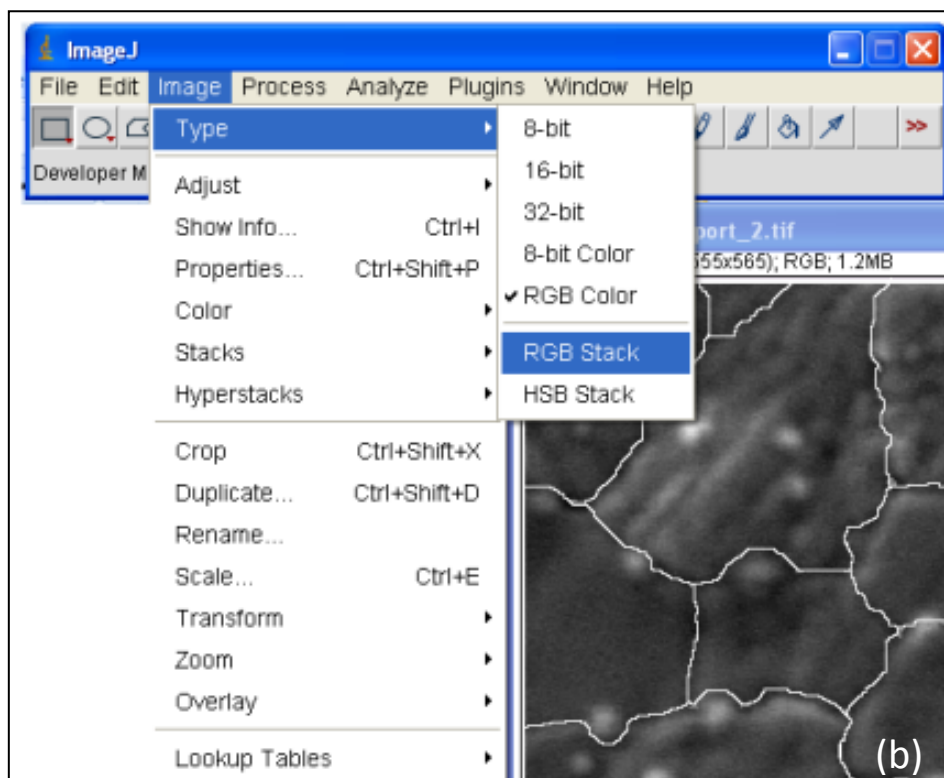 ImageJ
File Edit Image Process Analyze Plugins Window Help
>>
Developer M
Type
Adjust
Show Info... Ctrl+I
Properties... Ctrl+Shift+P
Color
Stacks
Hyperstacks
Crop Ctrl+Shift+X
Duplicate... Ctrl+Shift+D
Rename...
Scale... Ctrl+E
Transform
Zoom
Overlay
Lookup Tables
8-bit
16-bit
32-bit
8-bit Color
✔RGB Color
RGB Stack
HSB Stack
port_2.tif
555x565); RGB; 1.2MB
(b)